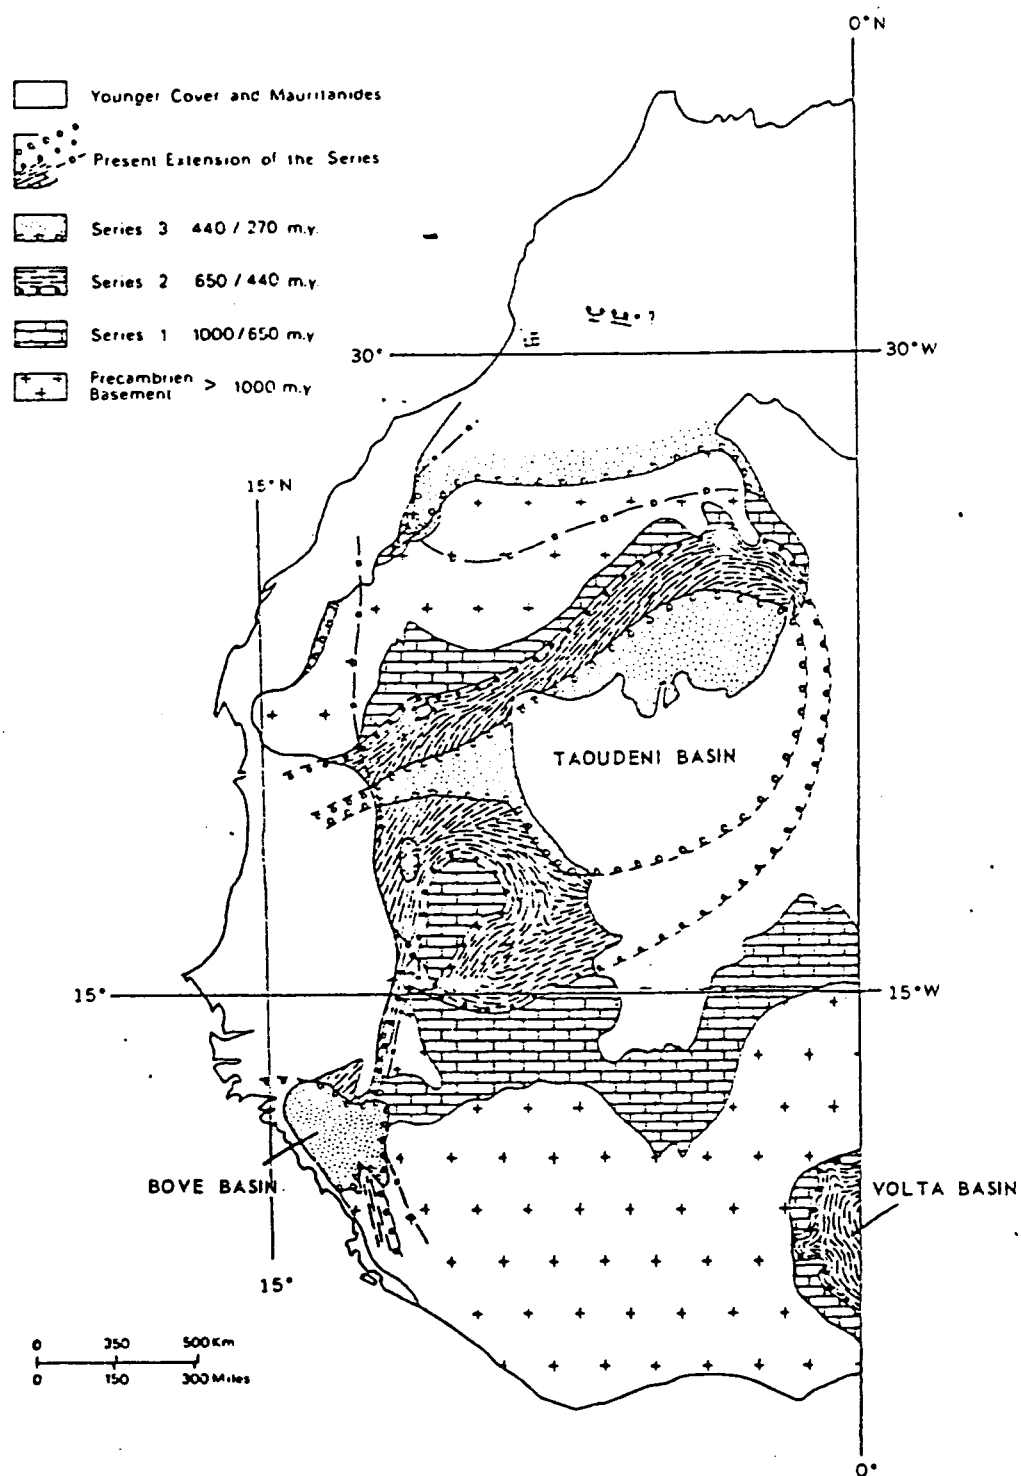 0°N
Younger Cover and Mauritanides
Present Extension of the Series
Series 3 440 / 270 m.y.
Series 2 650 / 440 m.y.
Series 1 1000/650 m.y.
Precambrien Basement > 1000 m.y
30°
30°W
15°N
TAOUDENI BASIN
15°
15°W
BOVE BASIN
VOLTA BASIN
15°
0 350 500Km
0 150 300 Miles
0°